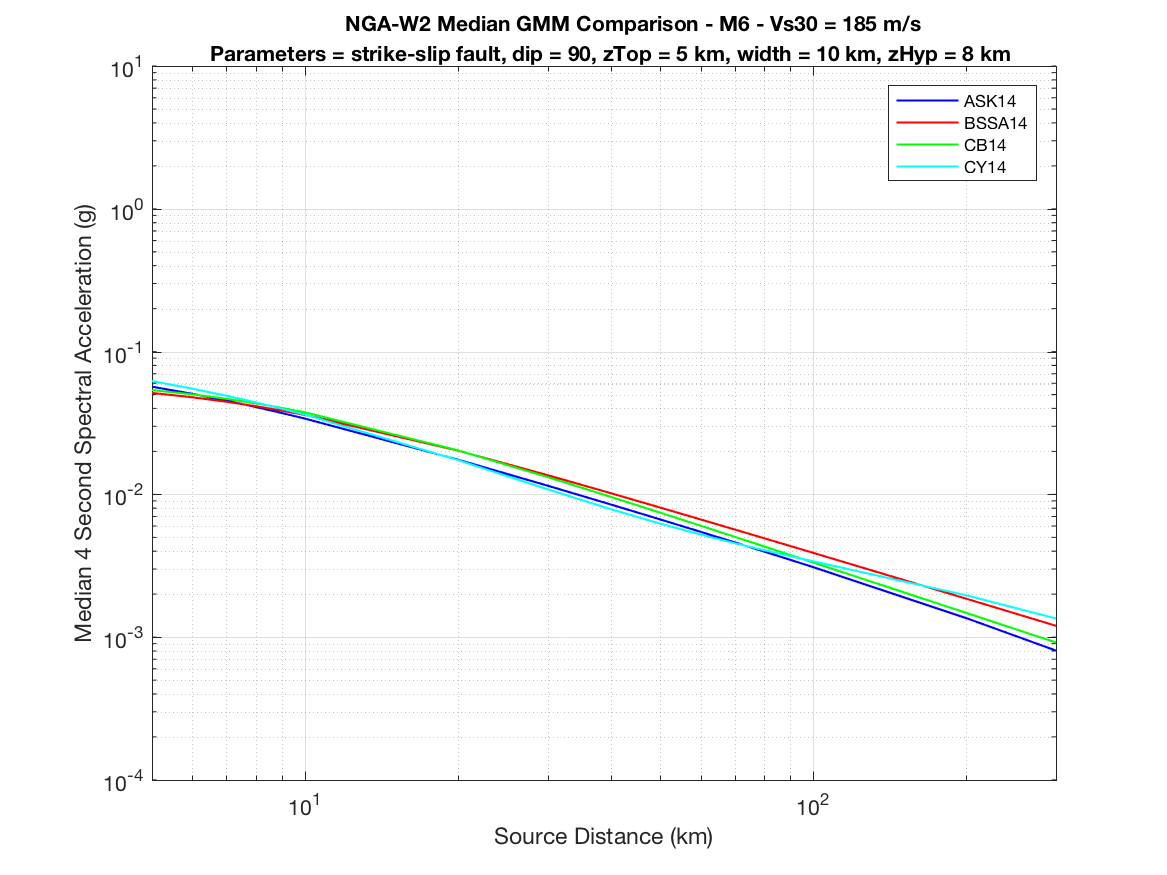 NGA-W2 Median GMM Comparison - M6 - Vs30 = 185 m/s
Parameters = strike-slip fault, dip = 90, zTop = 5 km, width = 10 km, zHyp = 8 km
10^1
10^0
10^-1
10^-2
10^-3
10^-4
Median 4 Second Spectral Acceleration (g)
ASK14
BSSA14
CB14
CY14
10^1
10^2
Source Distance (km)